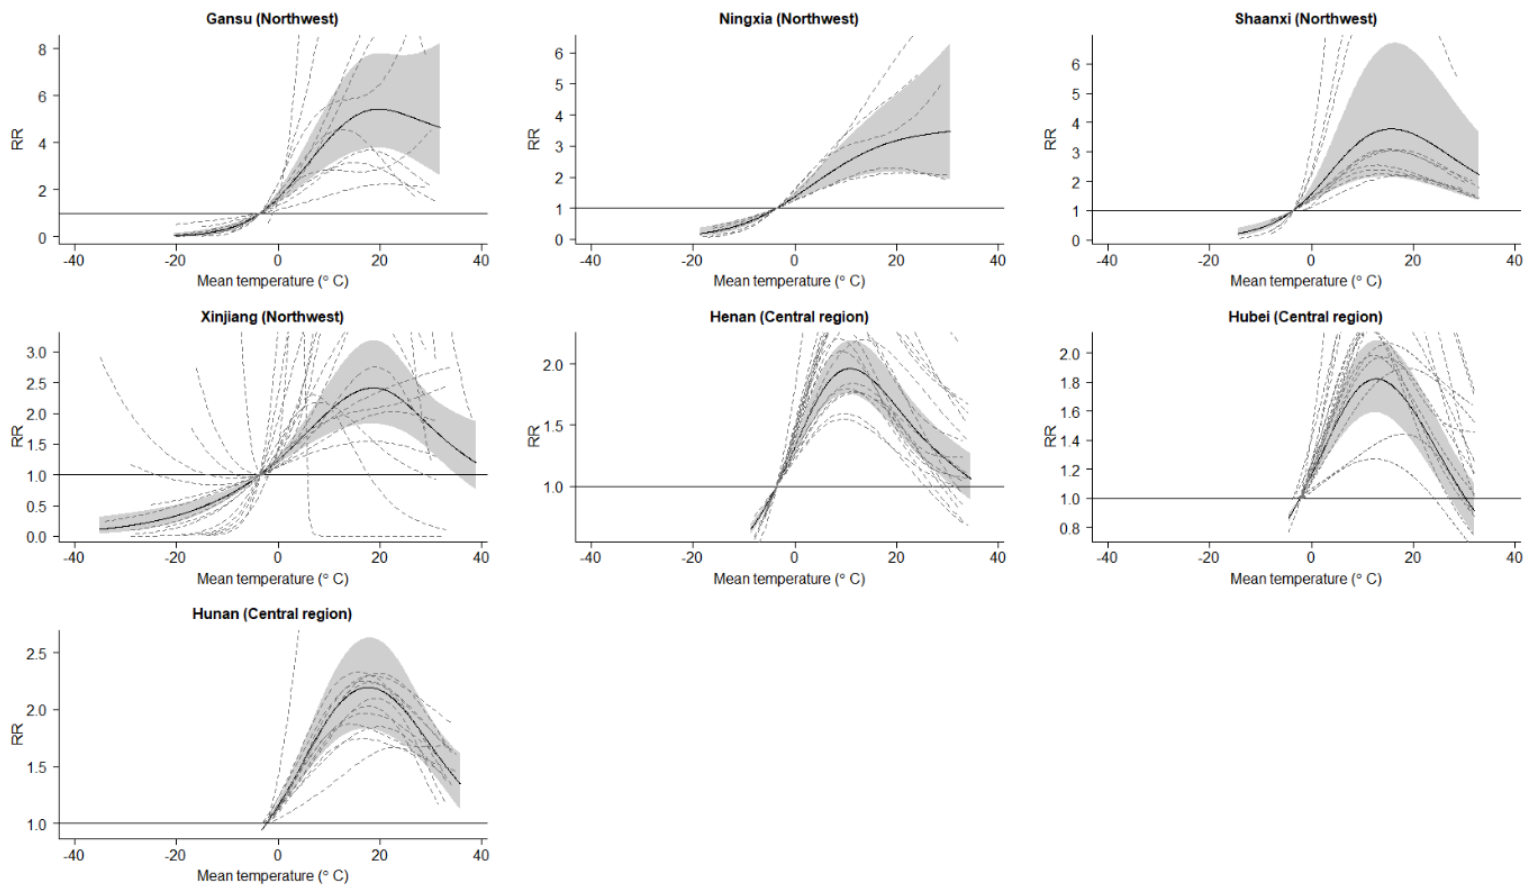 Gansu (Northwest)
RR
8
6
4
2
0
-40 -20 0 20 40
Mean temperature (° C)
Ningxia (Northwest)
RR
6
5
4
3
2
1
0
-40 -20 0 20 40
Mean temperature (° C)
Shaanxi (Northwest)
RR
6
5
4
3
2
1
0
-40 -20 0 20 40
Mean temperature (° C)
Xinjiang (Northwest)
RR
3.0
2.5
2.0
1.5
1.0
0.5
0.0
-40 -20 0 20 40
Mean temperature (° C)
Henan (Central region)
RR
2.0
1.5
1.0
-40 -20 0 20 40
Mean temperature (° C)
Hubei (Central region)
RR
2.0
1.8
1.6
1.4
1.2
1.0
0.8
-40 -20 0 20 40
Mean temperature (° C)
Hunan (Central region)
RR
2.5
2.0
1.5
1.0
-40 -20 0 20 40
Mean temperature (° C)